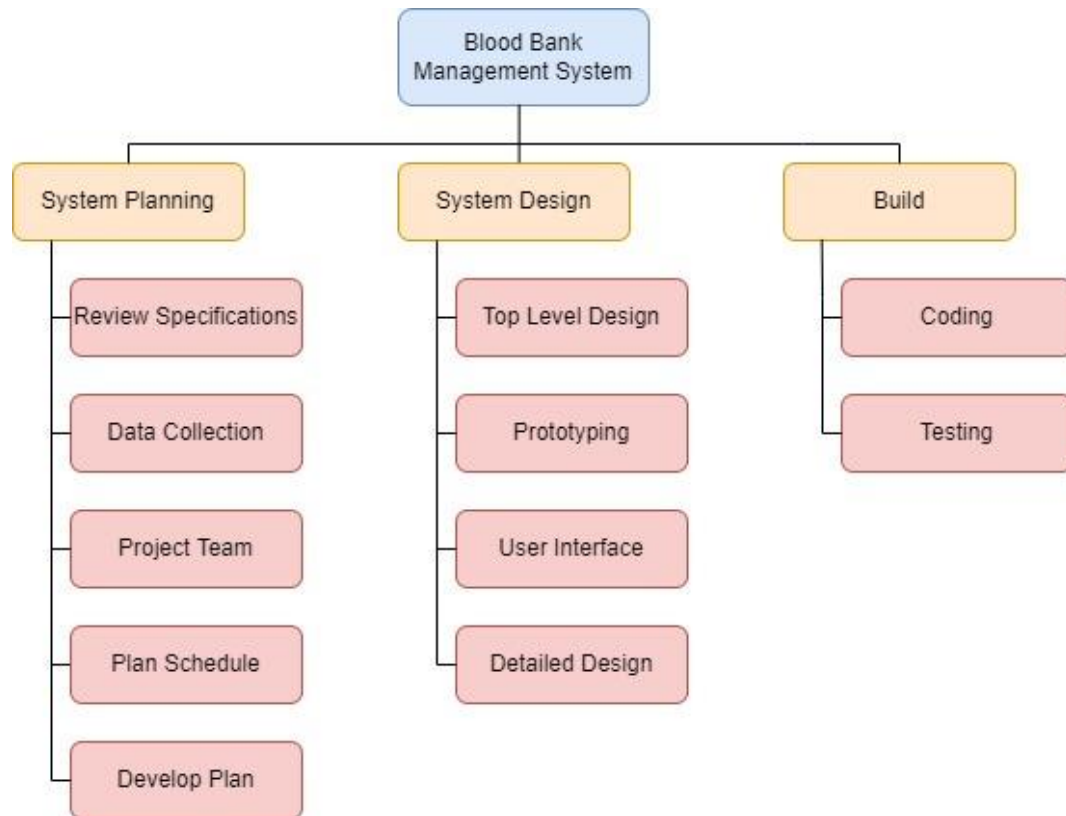 Blood Bank
Management System
System Planning
System Design
Build
Review Specifications
Top Level Design
Coding
Data Collection
Prototyping
Testing
Project Team
User Interface
Plan Schedule
Detailed Design
Develop Plan